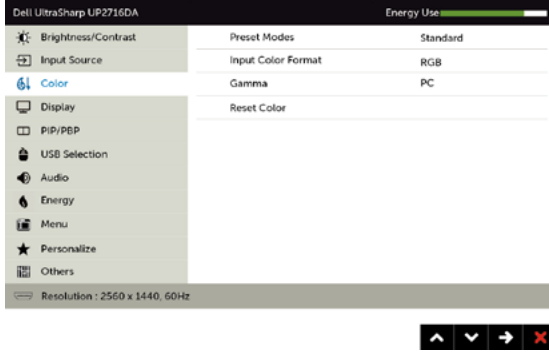 Dell UltraSharp UP2716DA
Energy Use
Brightness/Contrast
Preset Modes
Standard
Input Source
Input Color Format
RGB
Color
Gamma
PC
Display
Reset Color
PIP/PBP
USB Selection
Audio
Energy
Menu
Personalize
Others
Resolution : 2560 x 1440, 60Hz